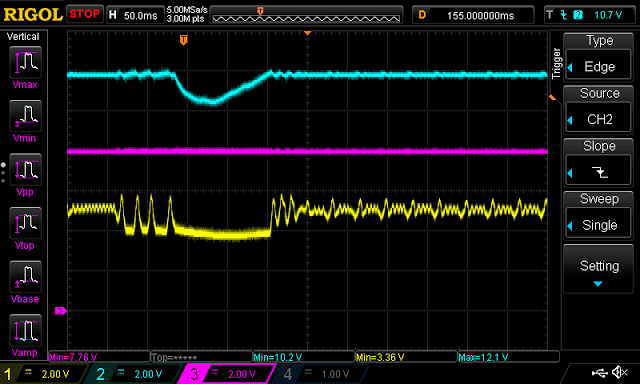 RIGOL STOP H 50.0ms 5.00MSa/s 3.00M pts D 155.000000ms T 2 10.7 V
Vertical
Vmax
Vmin
Vpp
Vtop
Vbase
Vamp
T
T
3
Trigger
Type
Edge
Source
CH2
Slope
Sweep
Single
Setting
Min=7.76 V Top=***** Min=10.2 V Min=3.36 V Max=12.1 V
1 = 2.00 V 2 = 2.00 V 3 = 2.00 V 4 = 1.00 V